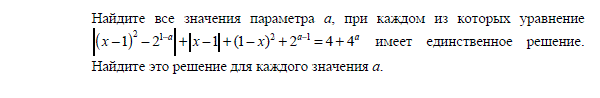 Найдите все значения параметра a, при каждом из которых уравнение
|(x−1)²−2^{1−a}|+|x−1|+(1−x)²+2^{a−1}=4+4^{a} имеет единственное решение.
Найдите это решение для каждого значения a.